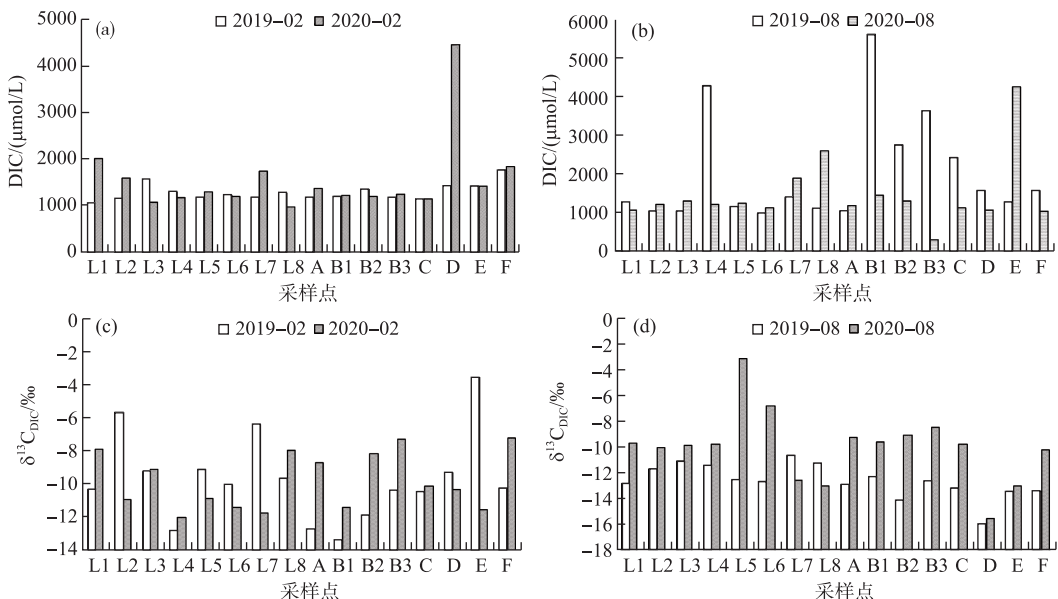 (a)
2019–02 2020–02
DIC/(μmol/L)
5000
4000
3000
2000
1000
0
L1 L2 L3 L4 L5 L6 L7 L8 A B1 B2 B3 C D E F
采样点
(b)
2019–08 2020–08
DIC/(μmol/L)
6000
5000
4000
3000
2000
1000
0
L1 L2 L3 L4 L5 L6 L7 L8 A B1 B2 B3 C D E F
采样点
(c)
2019–02 2020–02
δ¹³C_DIC/‰
0
−2
−4
−6
−8
−10
−12
−14
L1 L2 L3 L4 L5 L6 L7 L8 A B1 B2 B3 C D E F
采样点
(d)
2019–08 2020–08
δ¹³C_DIC/‰
0
−2
−4
−6
−8
−10
−12
−14
−16
−18
L1 L2 L3 L4 L5 L6 L7 L8 A B1 B2 B3 C D E F
采样点